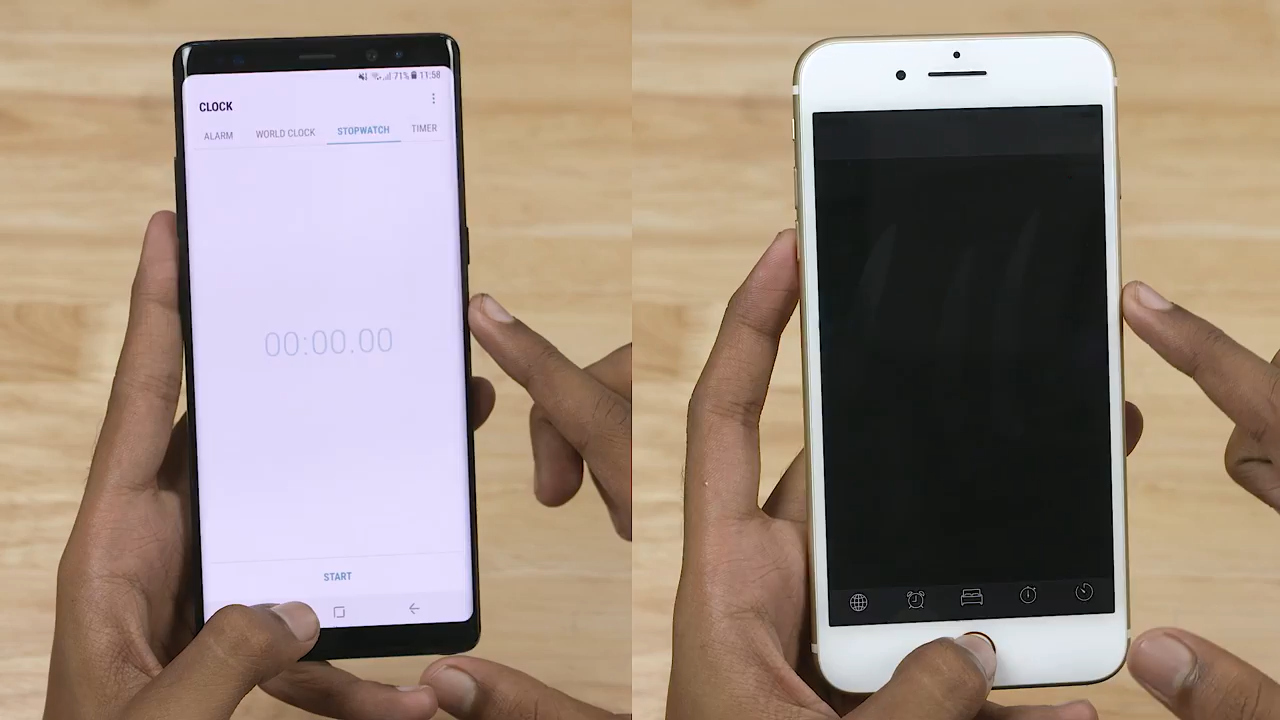 71% 11:58
CLOCK
ALARM WORLD CLOCK STOPWATCH TIMER
00:00.00
START